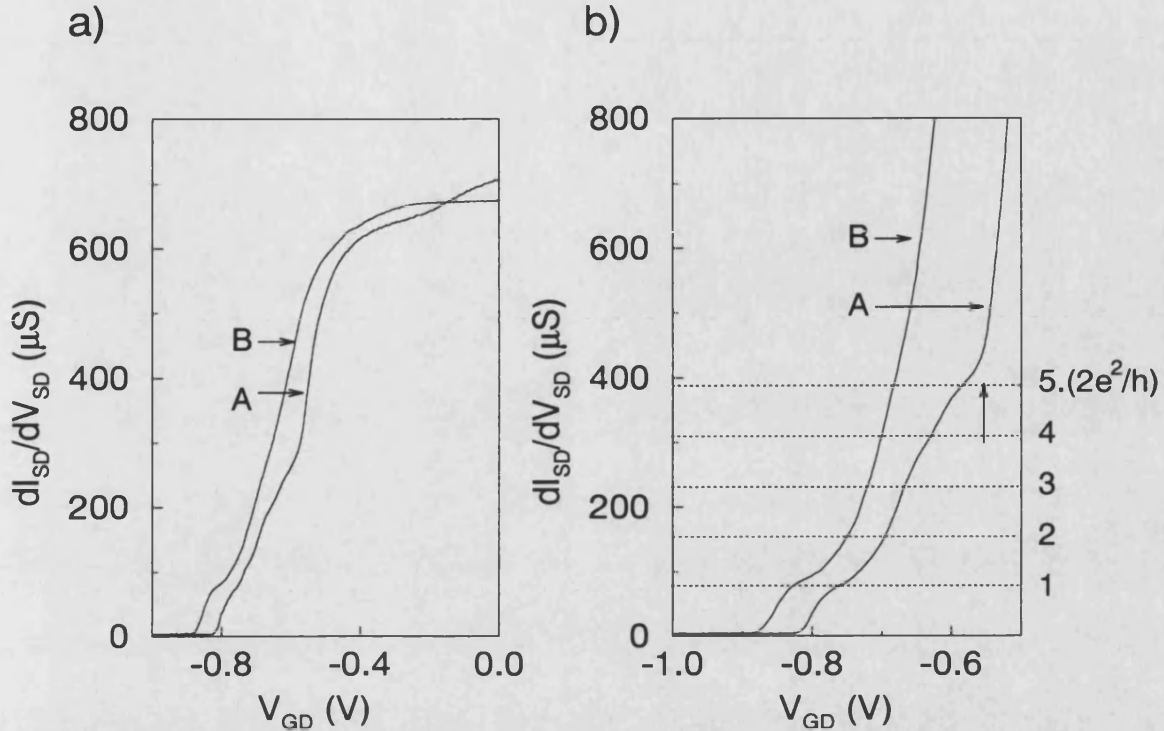 a)
800
600
400
200
0
-0.8
-0.4
0.0
dI_SD/dV_SD (μS)
V_GD (V)
B
A
b)
800
600
400
200
0
-1.0
-0.8
-0.6
dI_SD/dV_SD (μS)
V_GD (V)
B
A
5.(2e²/h)
4
3
2
1